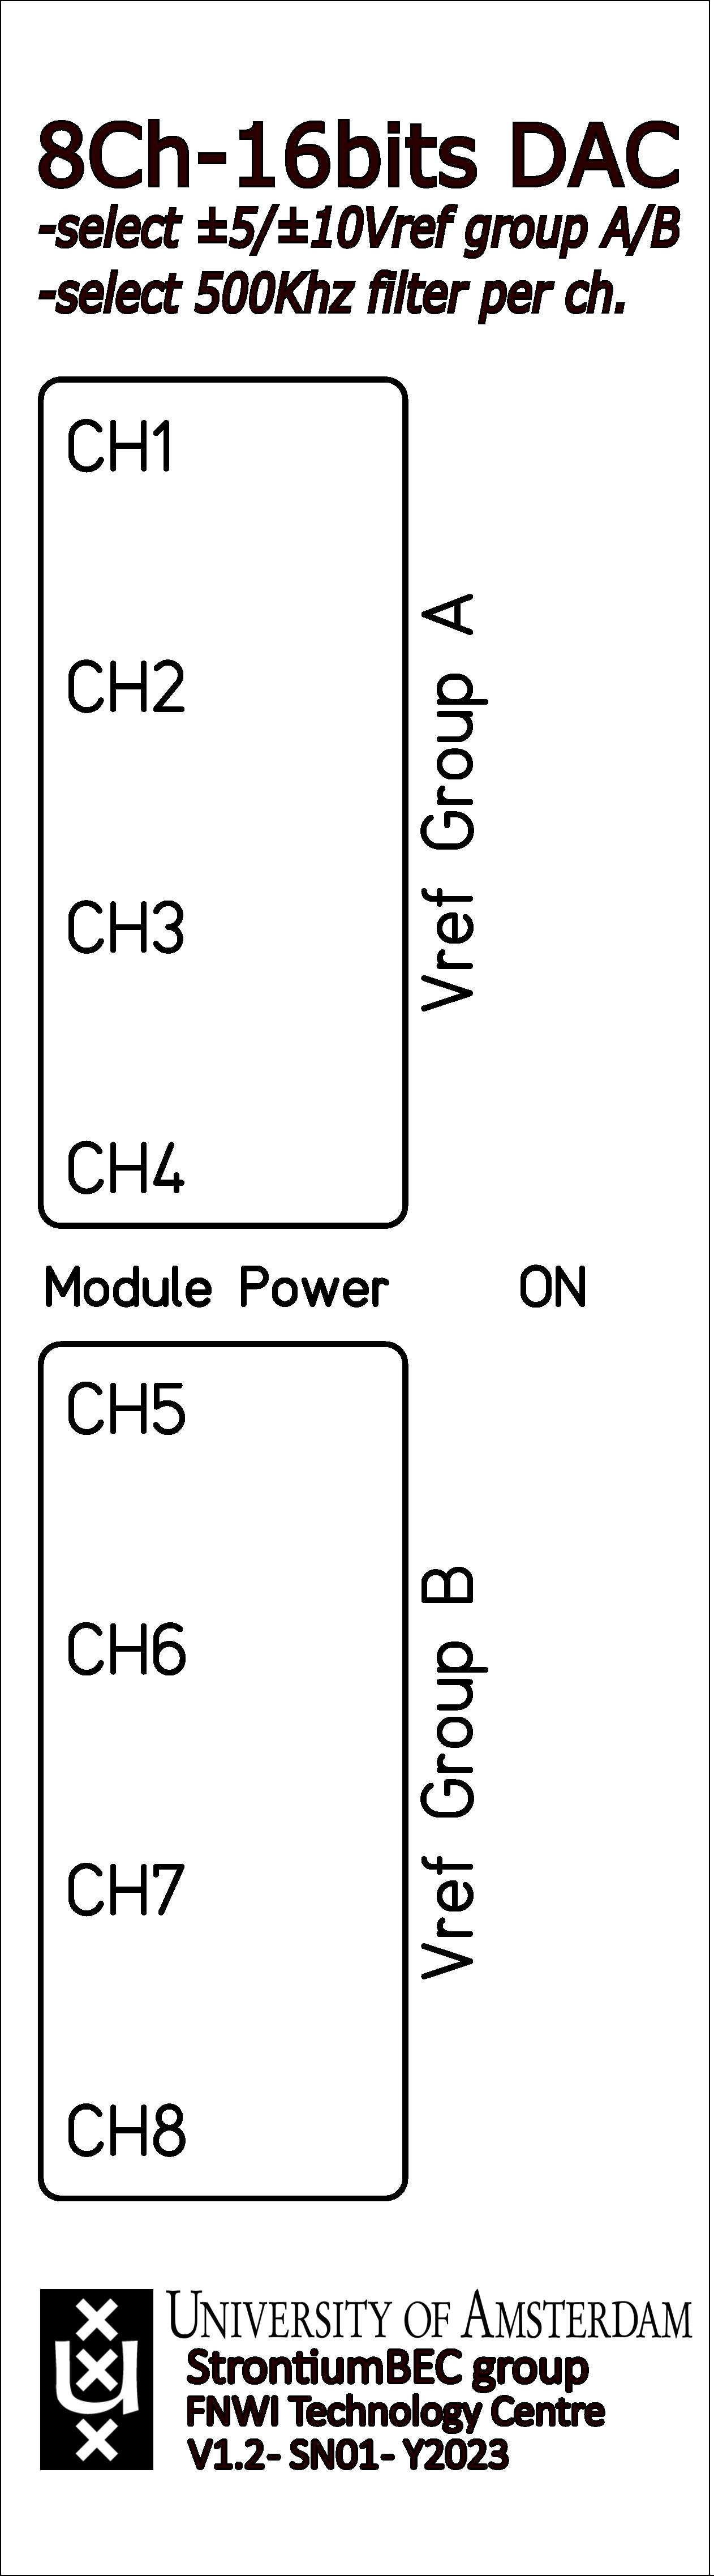 8Ch-16bits DAC
-select ±5/±10Vref group A/B
-select 500Khz filter per ch.
CH1
CH2
CH3
CH4
Vref Group A
Module Power ON
CH5
CH6
CH7
CH8
Vref Group B
UNIVERSITY OF AMSTERDAM
StrontiumBEC group
FNWI Technology Centre
V1.2- SN01- Y2023